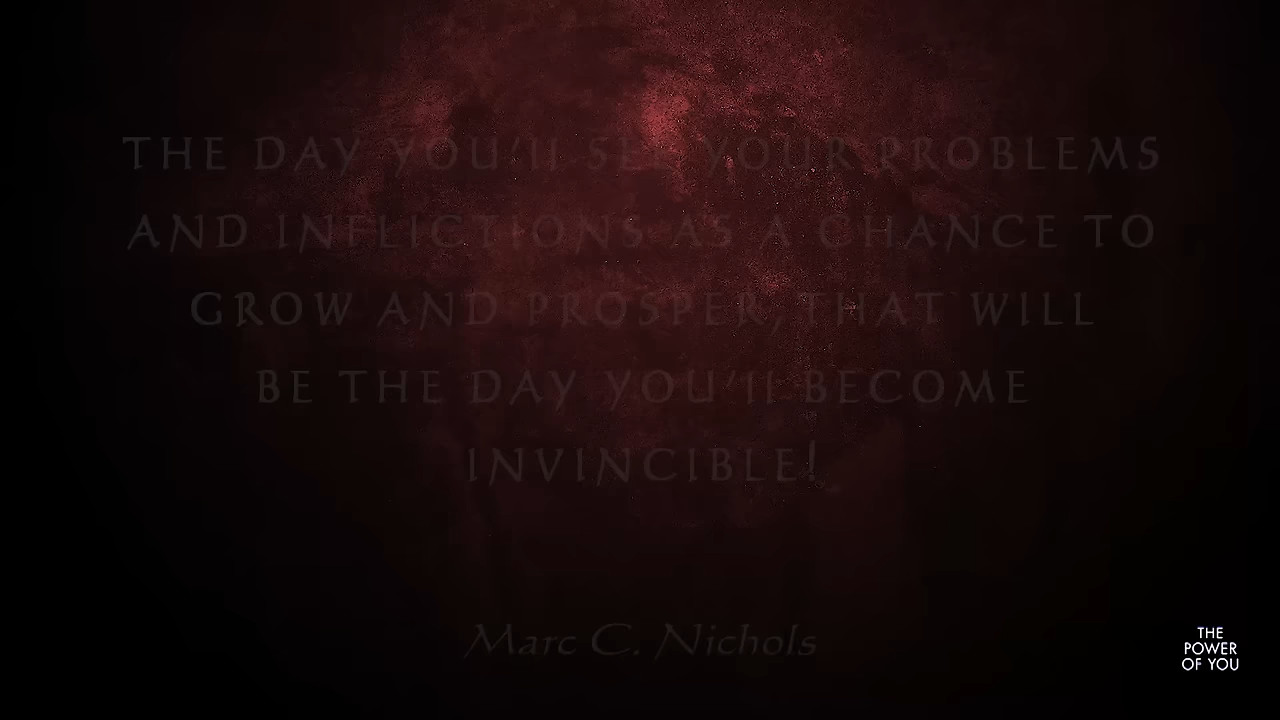 THE DAY YOU'll SEE YOUR PROBLEMS
AND INFLICTIONS AS A CHANCE TO
GROW AND PROSPER, THAT WILL
BE THE DAY YOU'll BECOME
INVINCIBLE!
Marc C. Nichols
THE
POWER
OF YOU